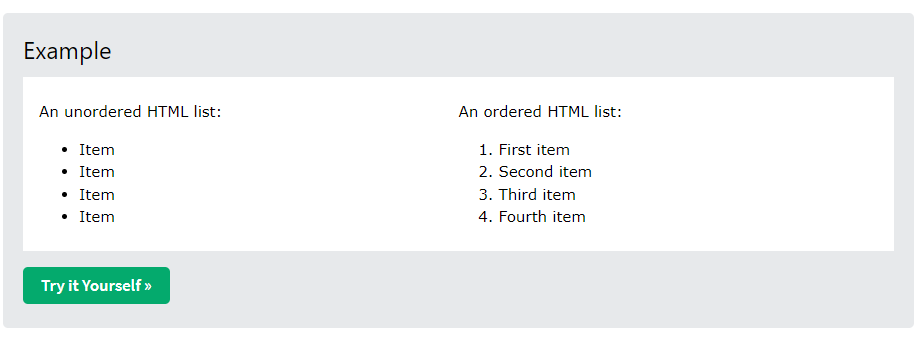 Example
An unordered HTML list:
• Item
• Item
• Item
• Item
An ordered HTML list:
1. First item
2. Second item
3. Third item
4. Fourth item
Try it Yourself »